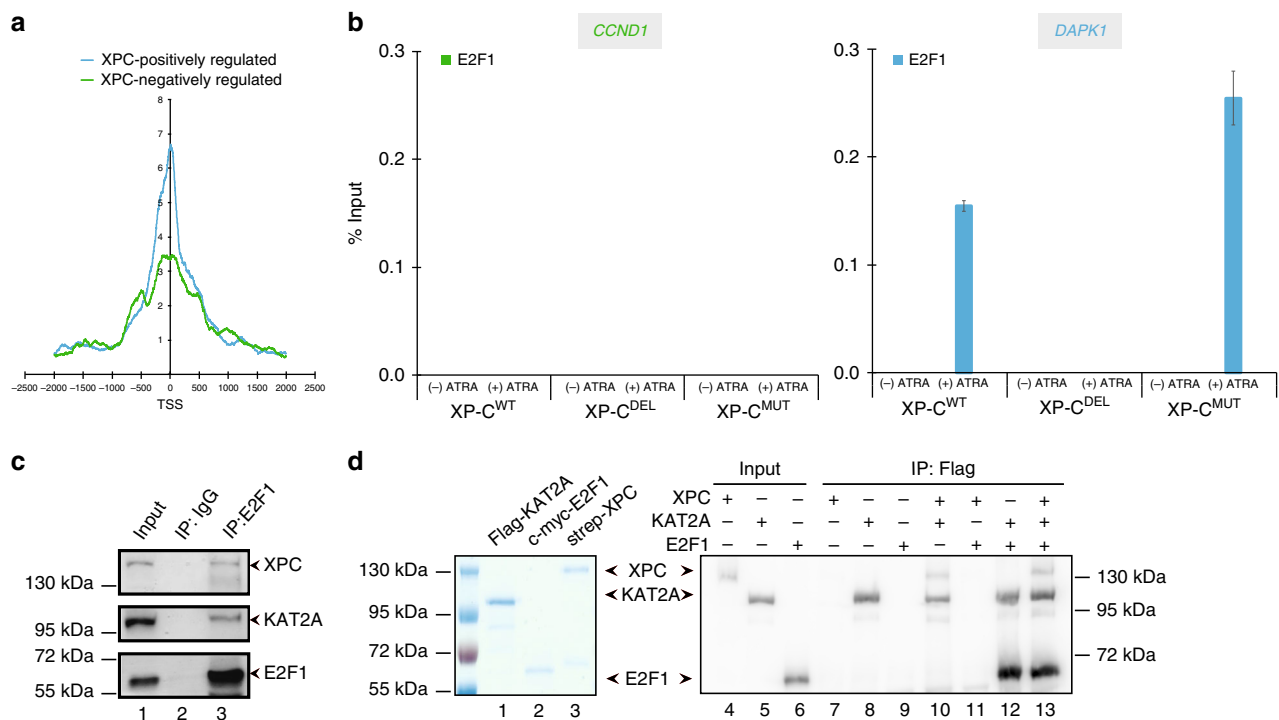 a
XPC-positively regulated
XPC-negatively regulated
8
7
6
5
4
3
2
1
−2500 −2000 −1500 −1000 −500 0 500 1000 1500 2000 2500
TSS
b
CCND1
E2F1
0.3
0.2
0.1
0.0
% Input
(−) ATRA (+) ATRA (−) ATRA (+) ATRA (−) ATRA (+) ATRA
XP-C^WT XP-C^DEL XP-C^MUT
DAPK1
E2F1
0.3
0.2
0.1
0.0
(−) ATRA (+) ATRA (−) ATRA (+) ATRA (−) ATRA (+) ATRA
XP-C^WT XP-C^DEL XP-C^MUT
c
Input IP: IgG IP:E2F1
XPC
130 kDa
KAT2A
95 kDa
72 kDa
E2F1
55 kDa
1 2 3
d
Flag-KAT2A c-myc-E2F1 strep-XPC
130 kDa
95 kDa
72 kDa
55 kDa
1 2 3
XPC
KAT2A
E2F1
Input IP: Flag
XPC + − − + − − + + − +
KAT2A − + − − + − + − + +
E2F1 − − + − − + − + + +
130 kDa
95 kDa
72 kDa
4 5 6 7 8 9 10 11 12 13